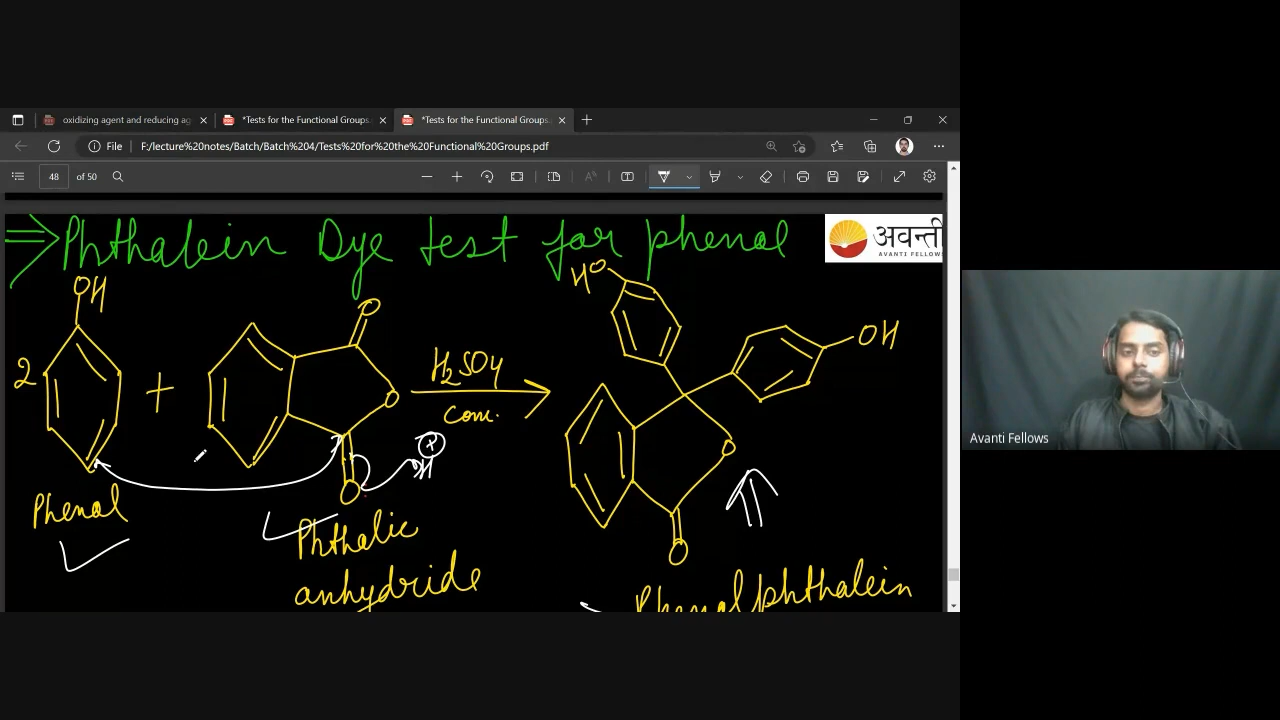 oxidizing agent and reducing ag
*Tests for the Functional Groups.
*Tests for the Functional Groups.
File
F:/lecture%20notes/Batch/Batch%204/Tests%20for%20the%20Functional%20Groups.pdf
48 of 50
⇒ Phthalein Dye test for phenol
अवन्ती
AVANTI FELLOWS
HO
OH
O
OH
2
+
H2SO4
O
conc.
O
⊕
H
O
Phenol
O
Phthalic
anhydride
Phenolphthalein
Avanti Fellows